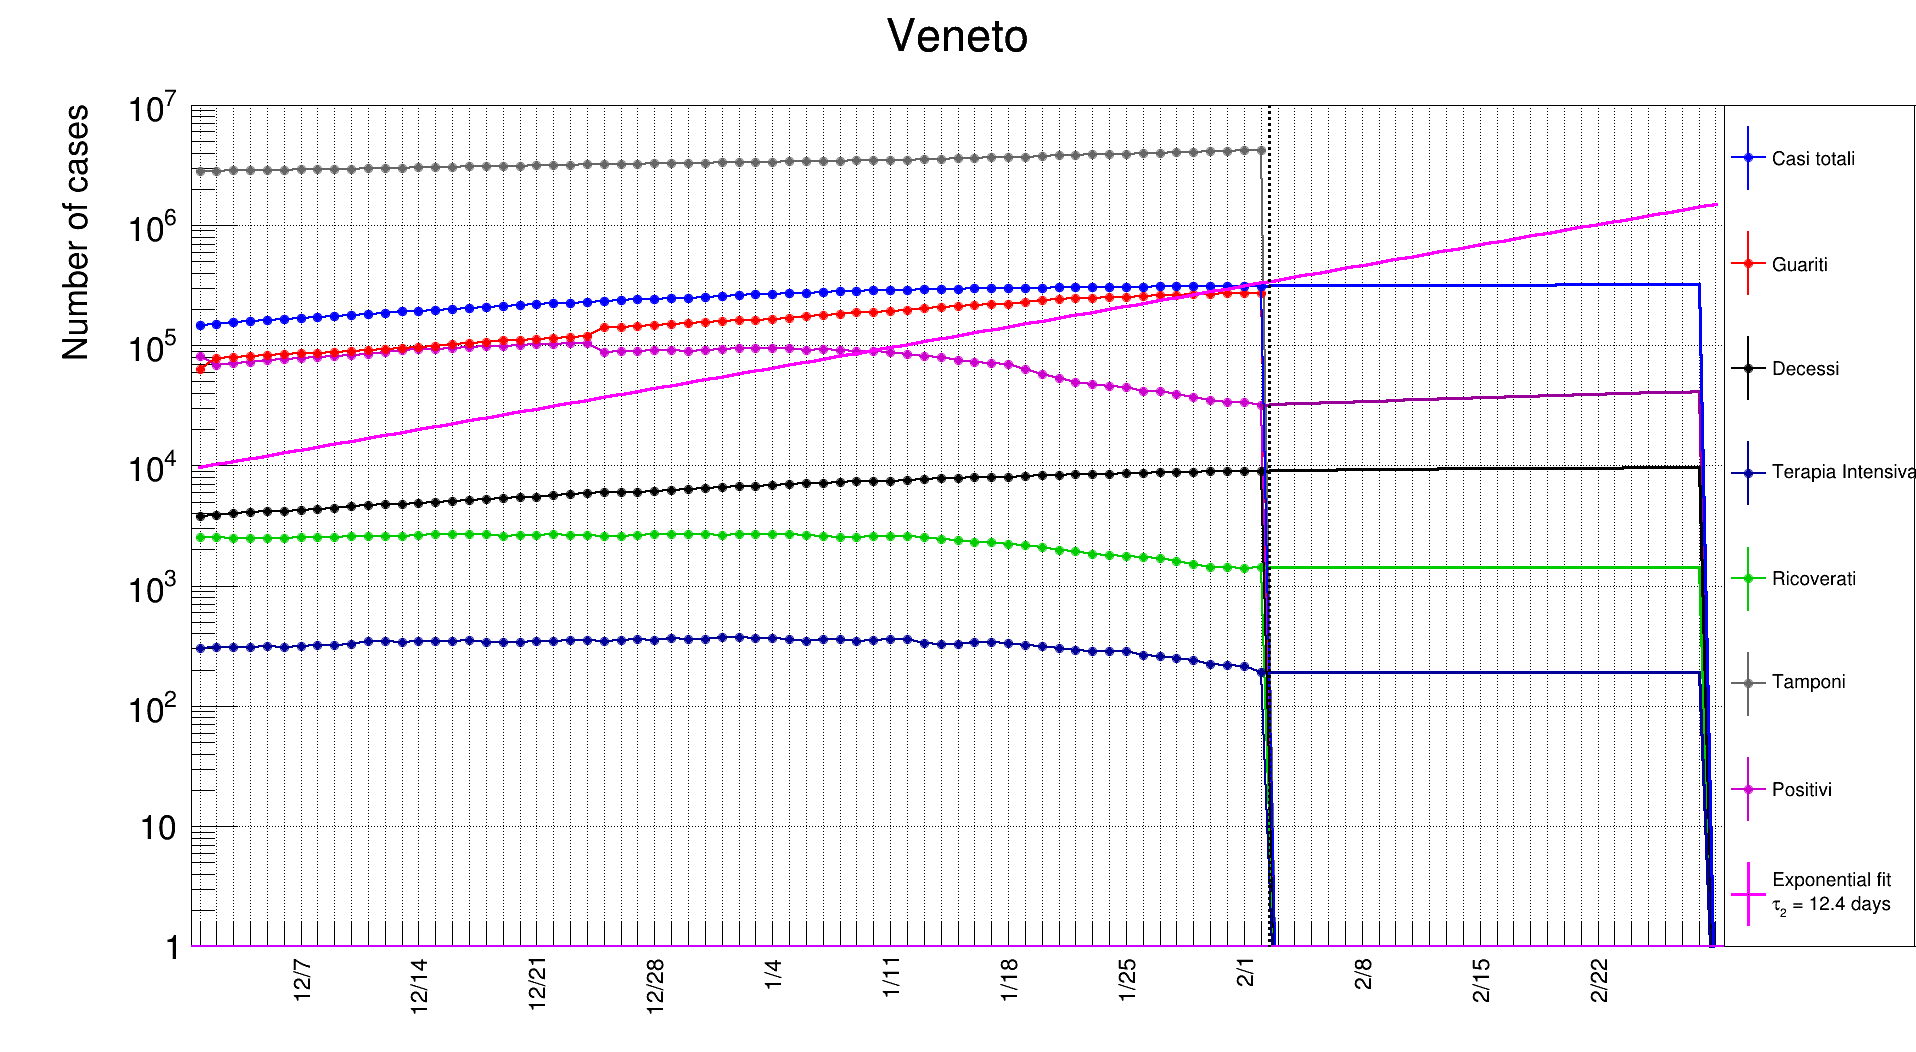 Veneto
Number of cases
10^7
10^6
10^5
10^4
10^3
10^2
10
1
12/7
12/14
12/21
12/28
1/4
1/11
1/18
1/25
2/1
2/8
2/15
2/22
Casi totali
Guariti
Decessi
Terapia Intensiva
Ricoverati
Tamponi
Positivi
Exponential fit
τ_2 = 12.4 days